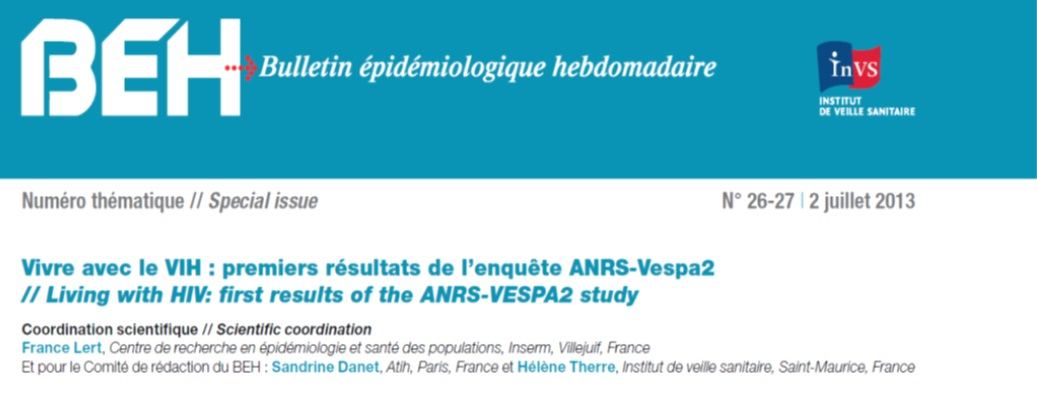 BEH Bulletin épidémiologique hebdomadaire
InVS
INSTITUT
DE VEILLE SANITAIRE
Numéro thématique // Special issue
N° 26-27 | 2 juillet 2013
Vivre avec le VIH : premiers résultats de l'enquête ANRS-Vespa2
// Living with HIV: first results of the ANRS-VESPA2 study
Coordination scientifique // Scientific coordination
France Lert, Centre de recherche en épidémiologie et santé des populations, Inserm, Villejuif, France
Et pour le Comité de rédaction du BEH : Sandrine Danet, Atih, Paris, France et Hélène Therre, Institut de veille sanitaire, Saint-Maurice, France